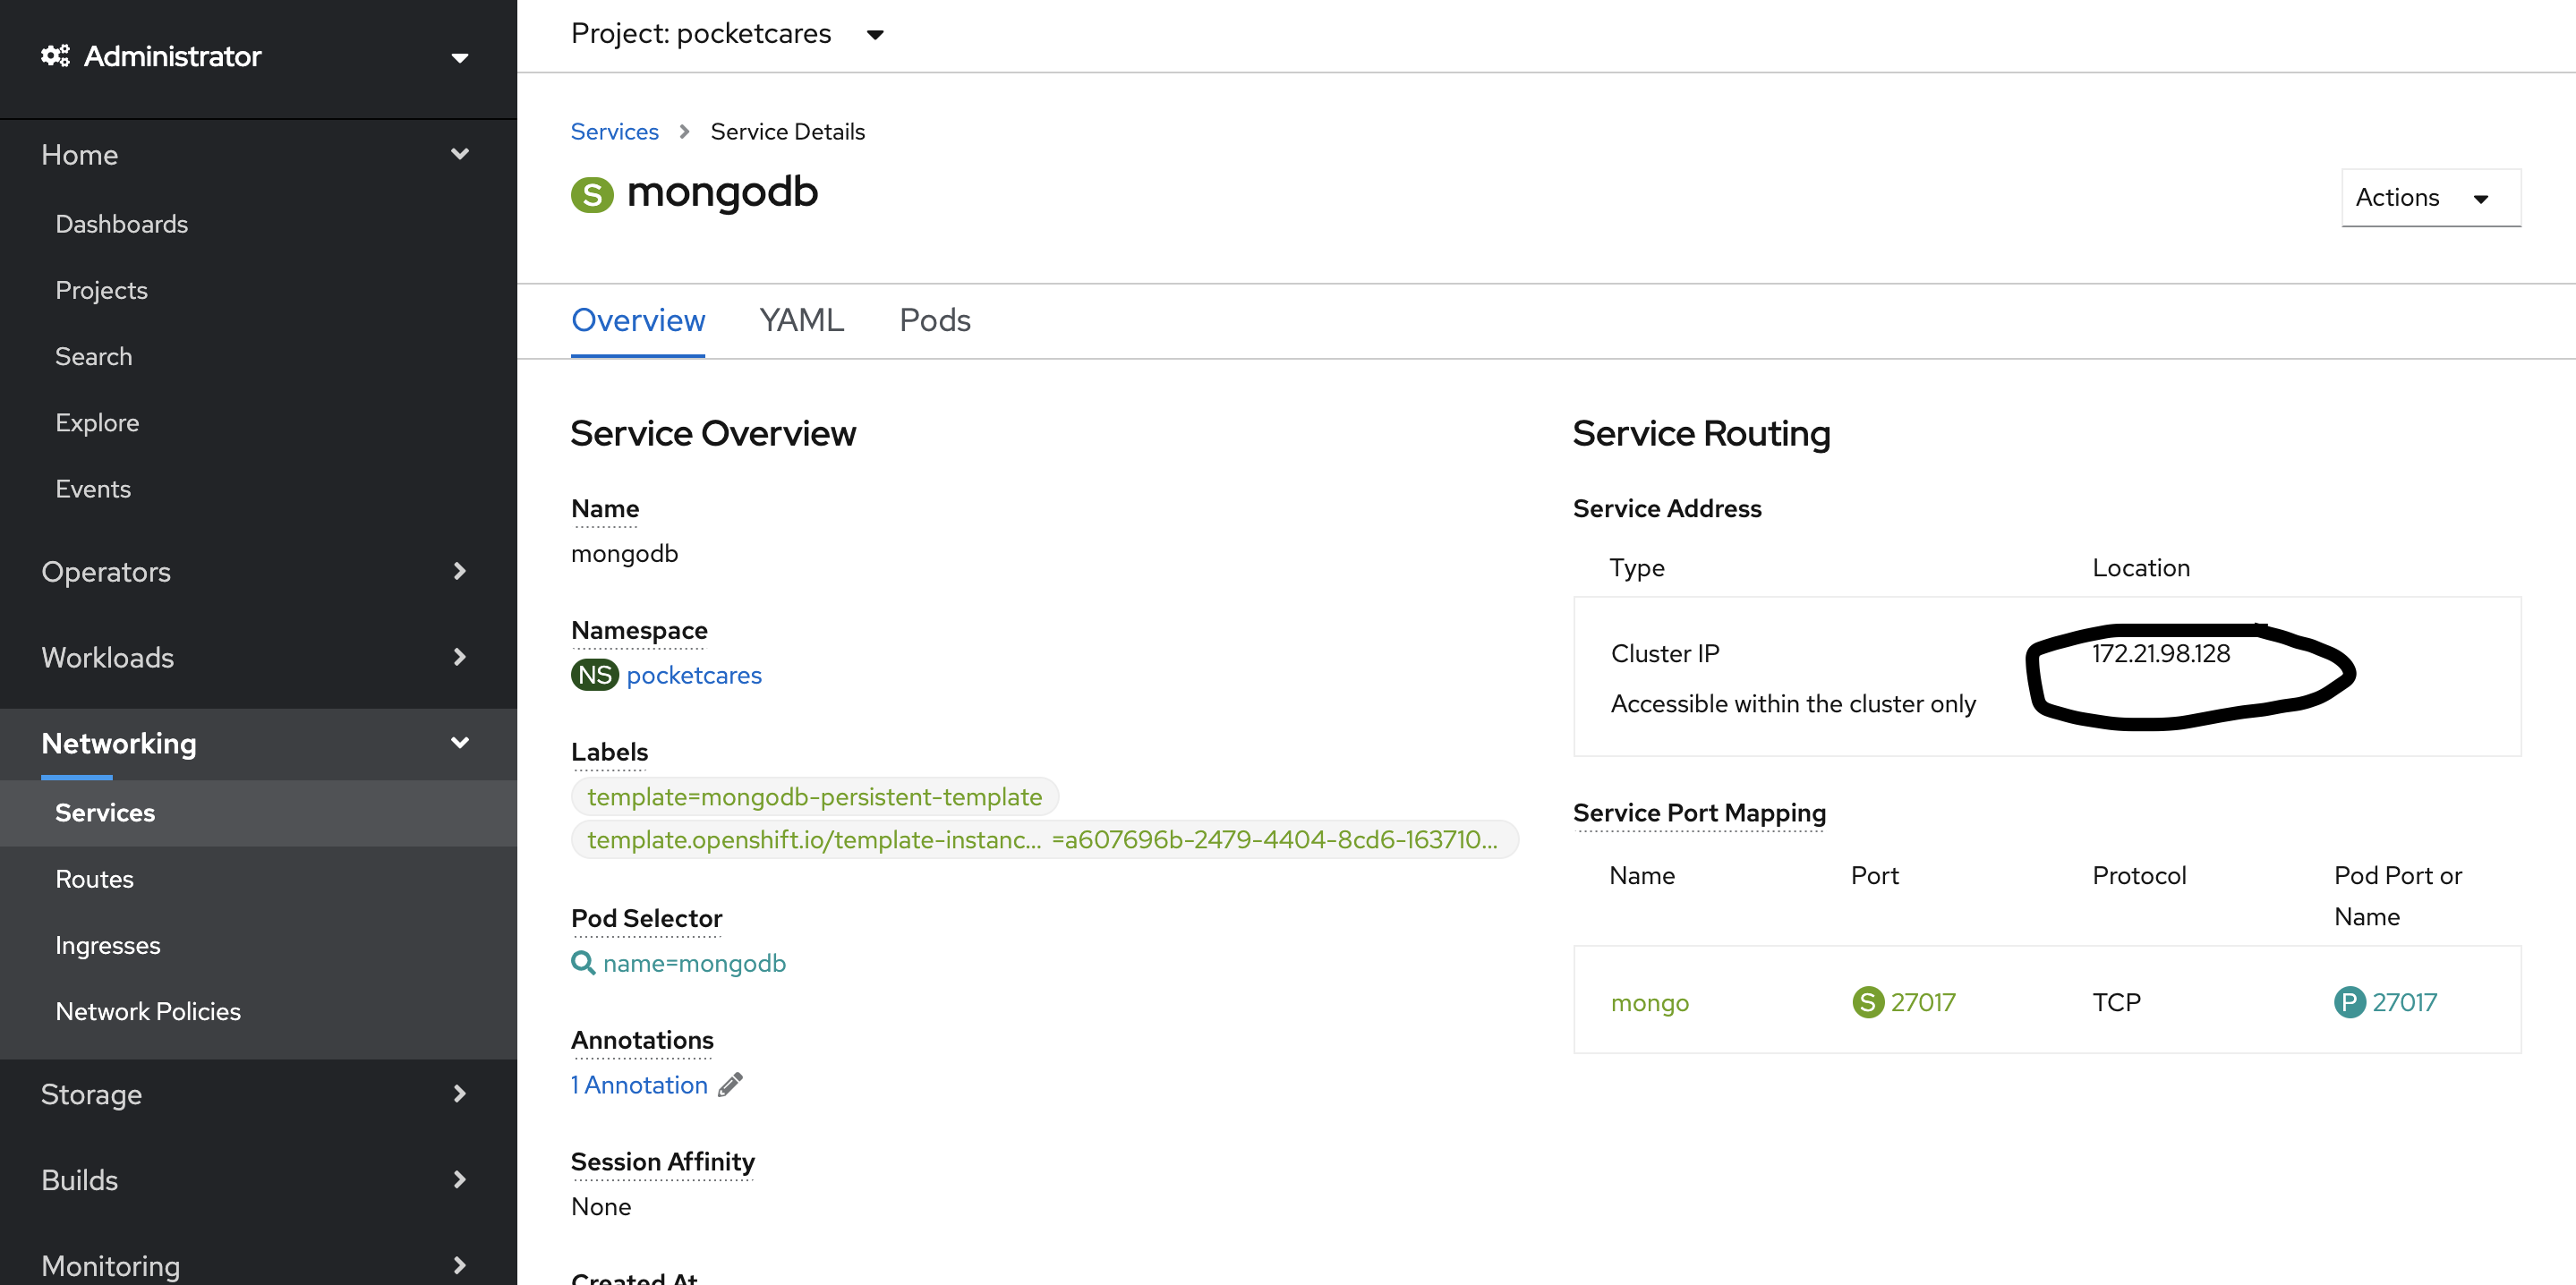 Administrator
Home
Dashboards
Projects
Search
Explore
Events
Operators
Workloads
Networking
Services
Routes
Ingresses
Network Policies
Storage
Builds
Monitoring
Project: pocketcares
Services > Service Details
S mongodb
Actions
Overview YAML Pods
Service Overview
Name
mongodb
Namespace
NS pocketcares
Labels
template=mongodb-persistent-template
template.openshift.io/template-instanc... =a607696b-2479-4404-8cd6-163710...
Pod Selector
name=mongodb
Annotations
1 Annotation
Session Affinity
None
Created At
Service Routing
Service Address
Type Location
Cluster IP 172.21.98.128
Accessible within the cluster only
Service Port Mapping
Name Port Protocol Pod Port or
Name
mongo S 27017 TCP P 27017